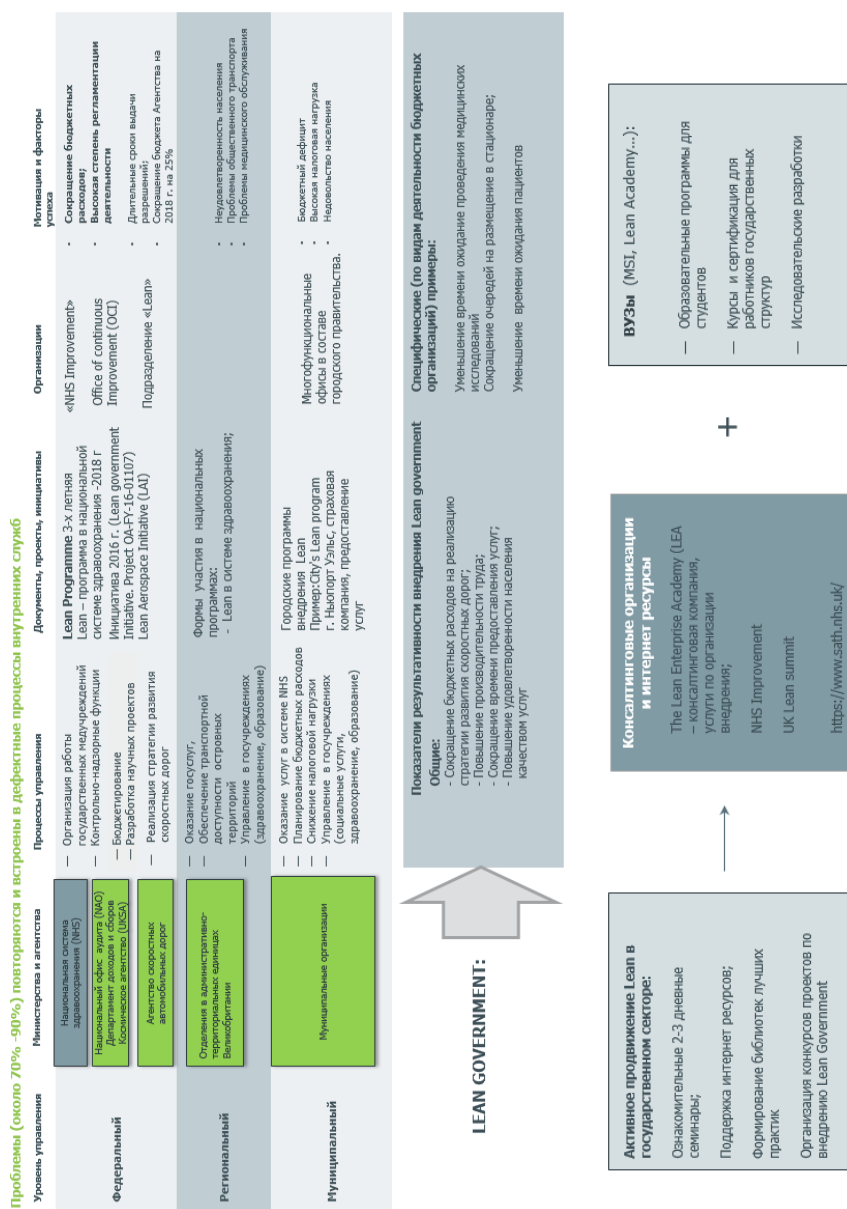 Проблемы (около 70% -90%) повторяются и встроены в дефектные процессы внутренних служб
Уровень управления
Министерства и агентства
Процессы управления
Документы, проекты, инициативы
Организации
Мотивация и факторы
успеха
Федеральный
Национальная система
здравоохранения (NHS)
Национальный офис аудита (NAO)
Департамент доходов и сборов
Космическое агентство (UKSA)
Агентство скоростных
автомобильных дорог
— Организация работы
государственных медучреждений
— Контрольно-надзорные функции
— Бюджетирование
— Разработка научных проектов
— Реализация стратегии развития
скоростных дорог
Lean Programme 3-х летняя
Lean – программа в национальной
системе здравоохранения -2018 г
Инициатива 2016 г. (Lean government
Initiative. Project OA-FY-16-01107)
Lean Aerospace Initiative (LAI)
«NHS Improvement»
Office of continuous
Improvement (OCI)
Подразделение «Lean»
- Сокращение бюджетных
расходов;
- Высокая степень регламентации
деятельности
- Длительные сроки выдачи
разрешений;
- Сокращение бюджета Агентства на
2018 г. на 25%
Региональный
Отделения в административно-
территориальных единицах
Великобритании
— Оказание госуслуг,
— Обеспечение транспортной
доступности островных
территорий
— Управление в госучреждениях
(здравоохранение, образование)
Формы участия в национальных
программах:
- Lean в системе здравоохранения;
- Неудовлетворенность населения
- Проблемы общественного транспорта
- Проблемы медицинского обслуживания
Муниципальный
Муниципальные организации
— Оказание услуг в системе NHS
— Планирование бюджетных расходов
— Снижение налоговой нагрузки
— Управление в госучреждениях
(социальные услуги,
здравоохранение, образование)
Городские программы
внедрения Lean
Пример:City's Lean program
г. Ньюпорт Уэльс, страховая
компания, предоставление
услуг
Многофункциональные
офисы в составе
городского правительства.
- Бюджетный дефицит
- Высокая налоговая нагрузка
- Недовольство населения
LEAN GOVERNMENT:
Показатели результативности внедрения Lean government
Общие:
- Сокращение бюджетных расходов на реализацию
стратегии развития скоростных дорог;
- Повышение производительности труда;
- Сокращение времени предоставления услуг;
- Повышение удовлетворенности населения
качеством услуг
Специфические (по видам деятельности бюджетных
организаций) примеры:
Уменьшение времени ожидание проведения медицинских
исследований
Сокращение очередей на размещение в стационаре;
Уменьшение времени ожидания пациентов
Активное продвижение Lean в
государственном секторе:
Ознакомительные 2-3 дневные
семинары;
Поддержка интернет ресурсов;
Формирование библиотек лучших
практик
Организация конкурсов проектов по
внедрению Lean Government
Консалтинговые организации
и интернет ресурсы
The Lean Enterprise Academy (LEA
– консалтинговая компания,
услуги по организации
внедрения;
NHS Improvement
UK Lean summit
https://www.sath.nhs.uk/
+
ВУЗы (MSI, Lean Academy...):
— Образовательные программы для
студентов
— Курсы и сертификация для
работников государственных
структур
— Исследовательские разработки